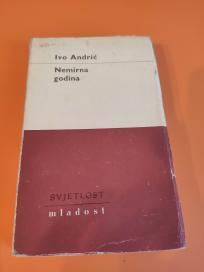 Ivo Andrić
Nemirna
godina
SVJETLOST
mladost